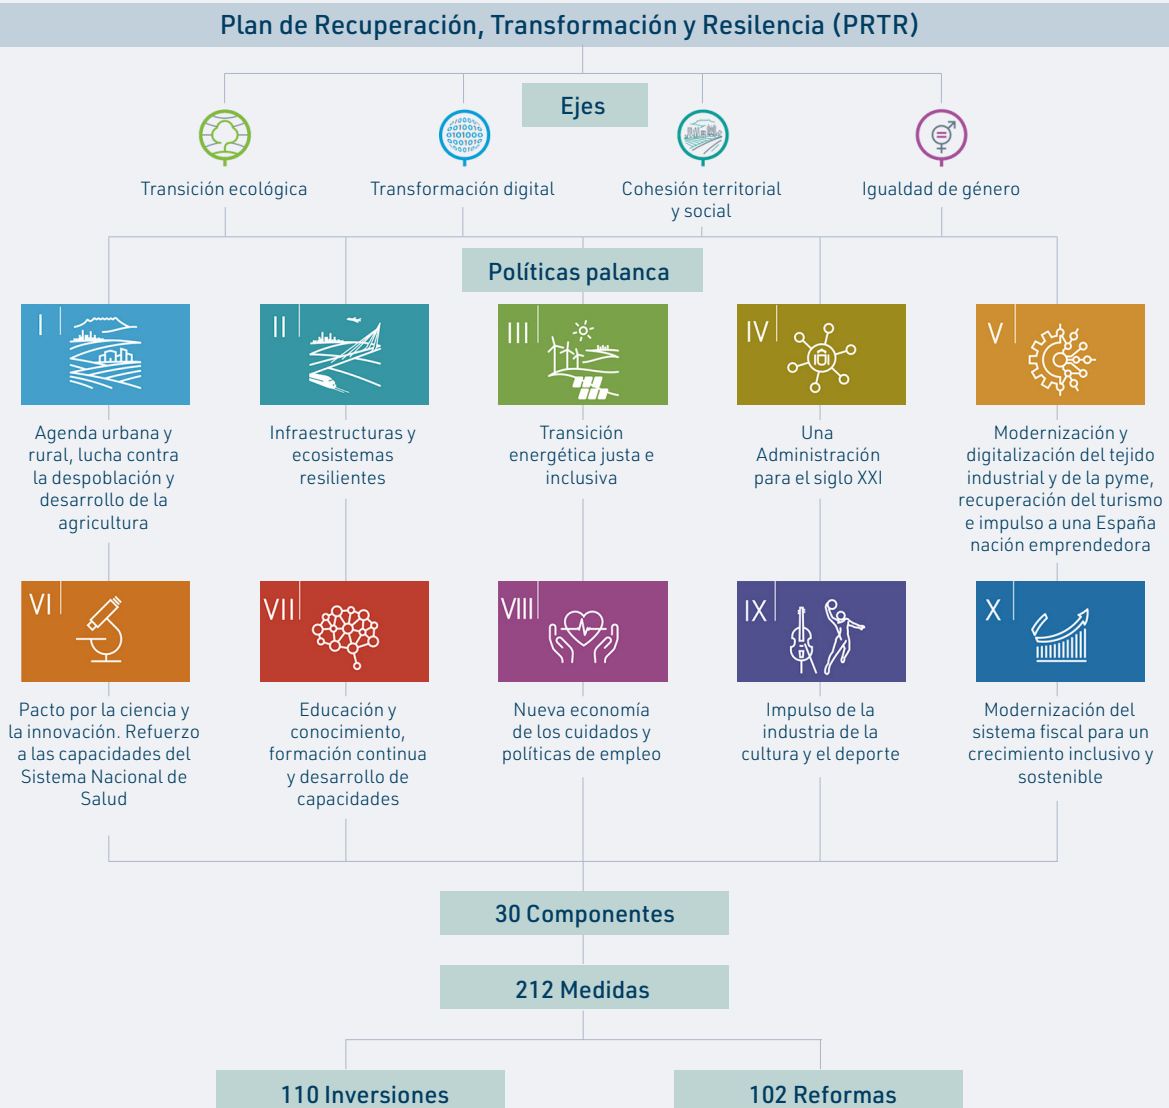 Plan de Recuperación, Transformación y Resilencia (PRTR)
Ejes
Transición ecológica
Transformación digital
Cohesión territorial
y social
Igualdad de género
Políticas palanca
I
Agenda urbana y
rural, lucha contra
la despoblación y
desarrollo de la
agricultura
II
Infraestructuras y
ecosistemas
resilientes
III
Transición
energética justa e
inclusiva
IV
Una
Administración
para el siglo XXI
V
Modernización y
digitalización del tejido
industrial y de la pyme,
recuperación del turismo
e impulso a una España
nación emprendedora
VI
Pacto por la ciencia y
la innovación. Refuerzo
a las capacidades del
Sistema Nacional de
Salud
VII
Educación y
conocimiento,
formación continua
y desarrollo de
capacidades
VIII
Nueva economía
de los cuidados y
políticas de empleo
IX
Impulso de la
industria de la
cultura y el deporte
X
Modernización del
sistema fiscal para un
crecimiento inclusivo y
sostenible
30 Componentes
212 Medidas
110 Inversiones
102 Reformas